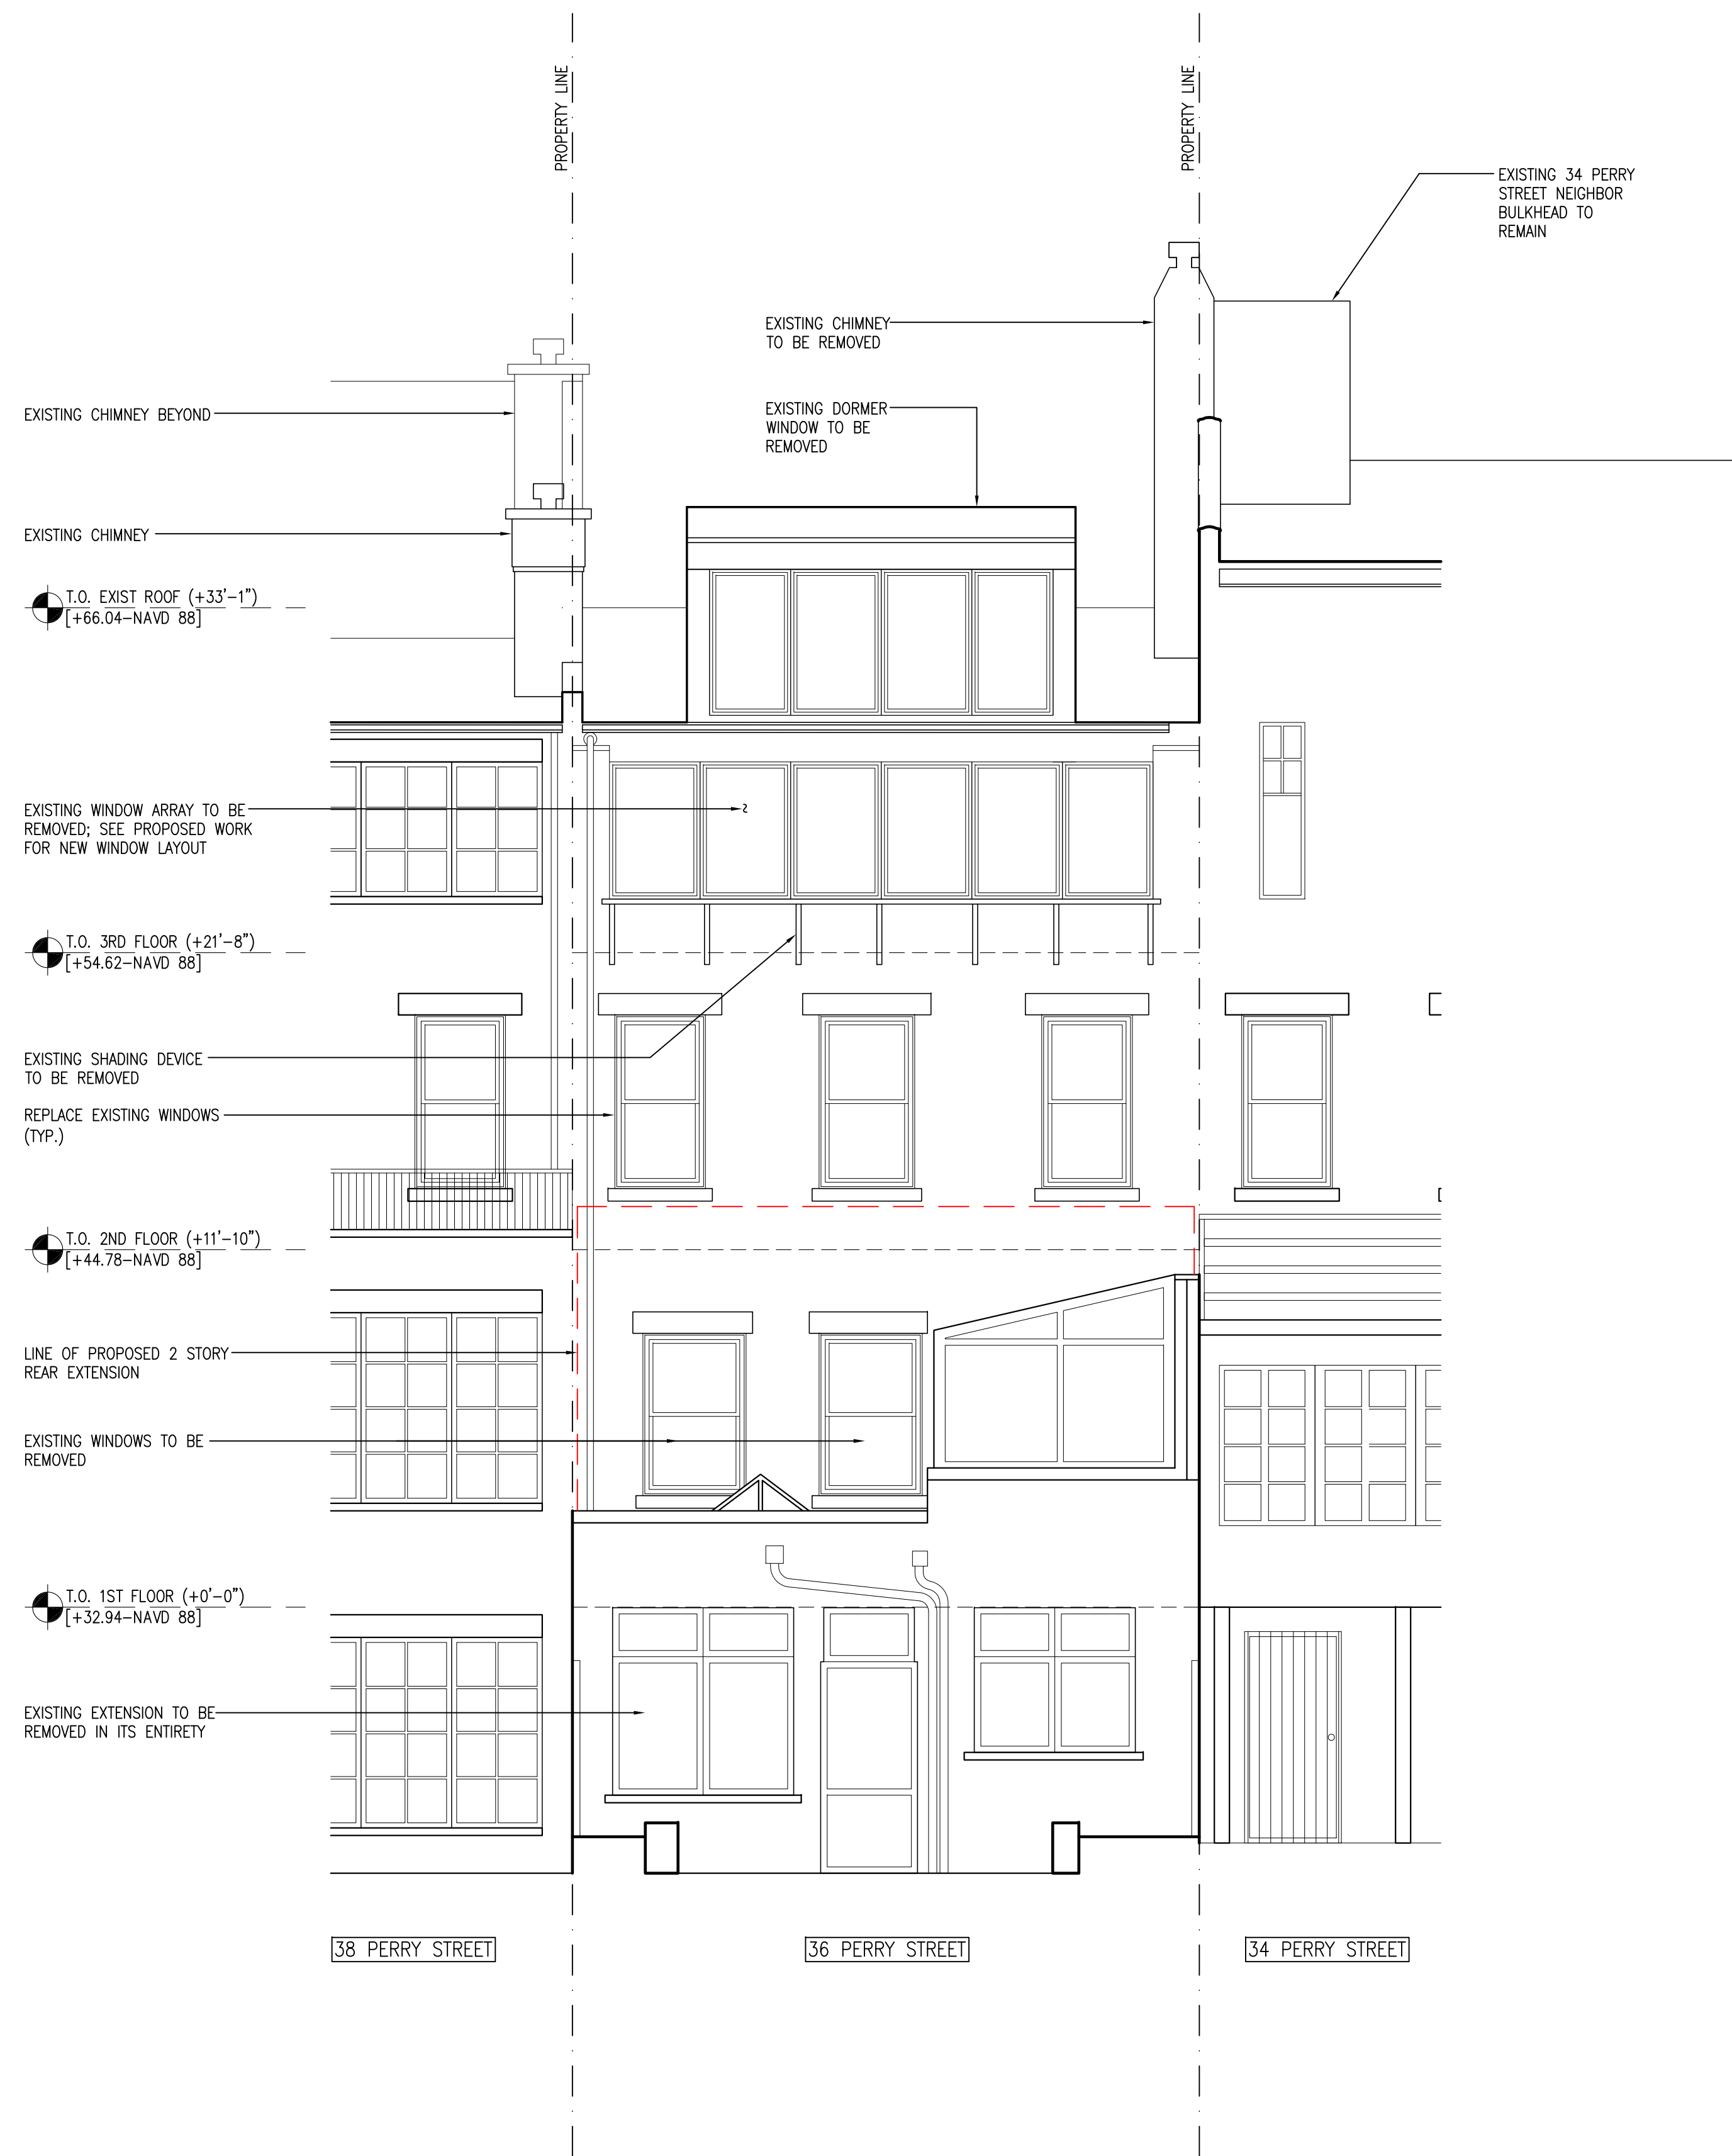 PROPERTY LINE
PROPERTY LINE
EXISTING 34 PERRY
STREET NEIGHBOR
BULKHEAD TO
REMAIN
EXISTING CHIMNEY
TO BE REMOVED
EXISTING CHIMNEY BEYOND
EXISTING DORMER
WINDOW TO BE
REMOVED
EXISTING CHIMNEY
T.O. EXIST ROOF (+33'-1")
[+66.04-NAVD 88]
EXISTING WINDOW ARRAY TO BE
REMOVED; SEE PROPOSED WORK
FOR NEW WINDOW LAYOUT
T.O. 3RD FLOOR (+21'-8")
[+54.62-NAVD 88]
EXISTING SHADING DEVICE
TO BE REMOVED
REPLACE EXISTING WINDOWS
(TYP.)
T.O. 2ND FLOOR (+11'-10")
[+44.78-NAVD 88]
LINE OF PROPOSED 2 STORY
REAR EXTENSION
EXISTING WINDOWS TO BE
REMOVED
T.O. 1ST FLOOR (+0'-0")
[+32.94-NAVD 88]
EXISTING EXTENSION TO BE
REMOVED IN ITS ENTIRETY
38 PERRY STREET
36 PERRY STREET
34 PERRY STREET